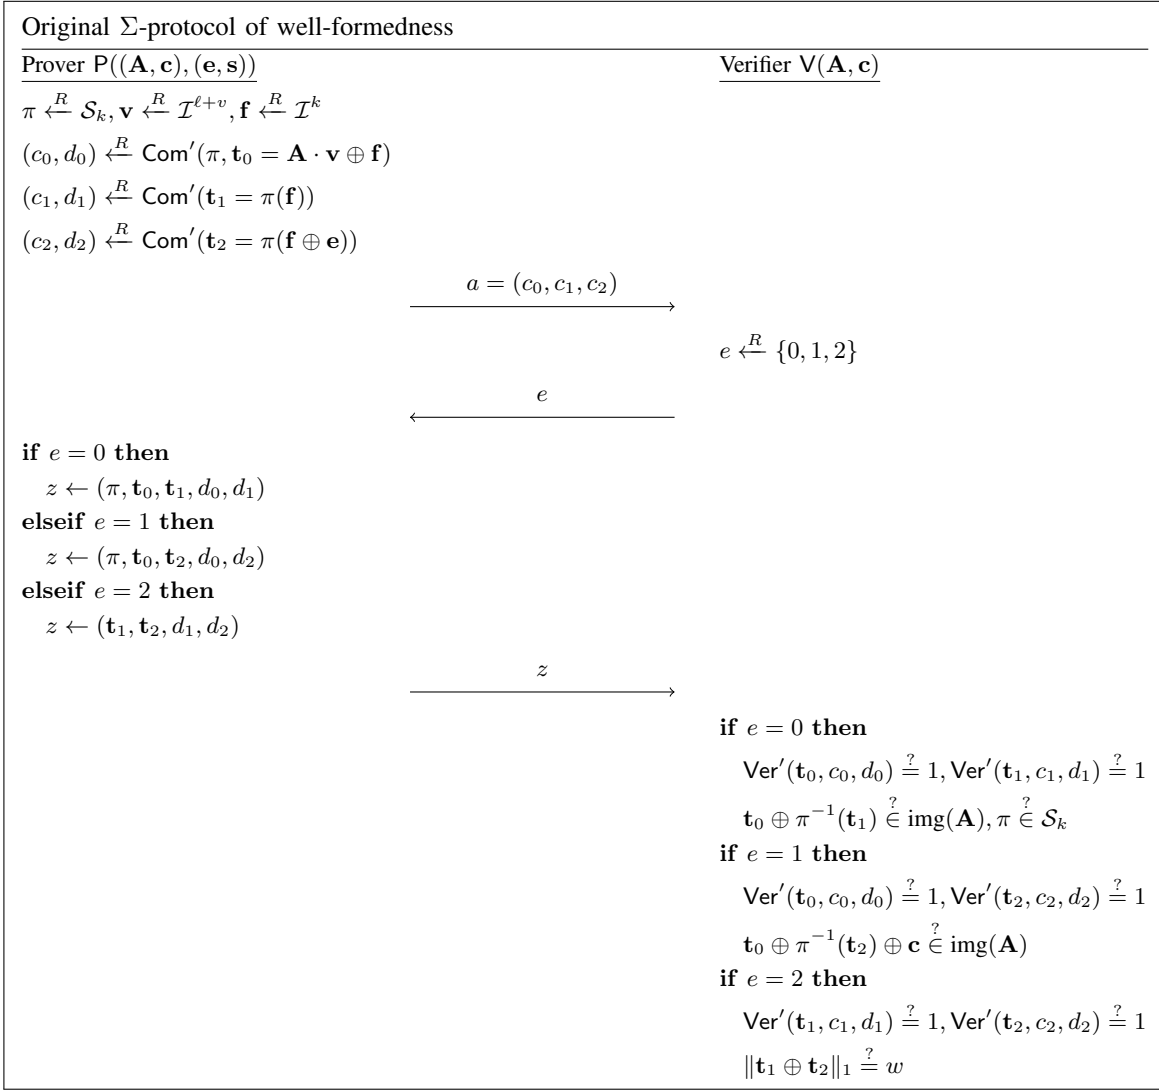 Original Σ-protocol of well-formedness
Prover P((A, c), (e, s)) Verifier V(A, c)
π ←R S_k, v ←R I^{ℓ+v}, f ←R I^k
(c_0, d_0) ←R Com′(π, t_0 = A · v ⊕ f)
(c_1, d_1) ←R Com′(t_1 = π(f))
(c_2, d_2) ←R Com′(t_2 = π(f ⊕ e))
a = (c_0, c_1, c_2)
e ←R {0, 1, 2}
e
if e = 0 then
z ← (π, t_0, t_1, d_0, d_1)
elseif e = 1 then
z ← (π, t_0, t_2, d_0, d_2)
elseif e = 2 then
z ← (t_1, t_2, d_1, d_2)
z
if e = 0 then
Ver′(t_0, c_0, d_0) ?= 1, Ver′(t_1, c_1, d_1) ?= 1
t_0 ⊕ π^{−1}(t_1) ?∈ img(A), π ?∈ S_k
if e = 1 then
Ver′(t_0, c_0, d_0) ?= 1, Ver′(t_2, c_2, d_2) ?= 1
t_0 ⊕ π^{−1}(t_2) ⊕ c ?∈ img(A)
if e = 2 then
Ver′(t_1, c_1, d_1) ?= 1, Ver′(t_2, c_2, d_2) ?= 1
‖t_1 ⊕ t_2‖_1 ?= w